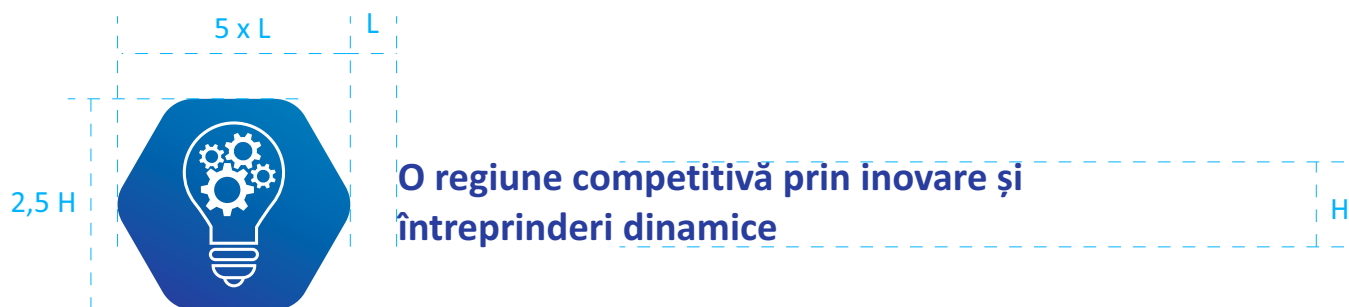 5 x L
L
O regiune competitivă prin inovare și
2,5 H
H
întreprinderi dinamice